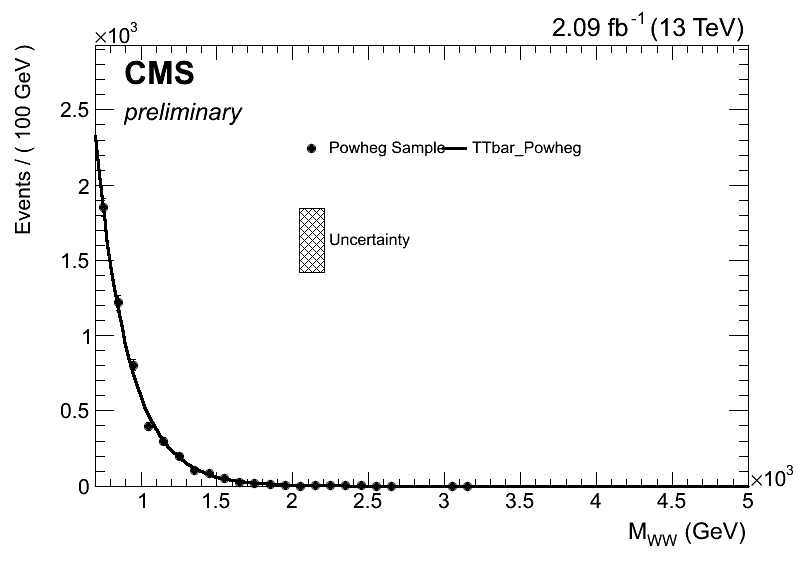 2.09 fb⁻¹ (13 TeV)
×10³
CMS
preliminary
Events / ( 100 GeV )
Powheg Sample
TTbar_Powheg
Uncertainty
2.5
2
1.5
1
0.5
0
1 1.5 2 2.5 3 3.5 4 4.5 5
×10³
M_WW (GeV)